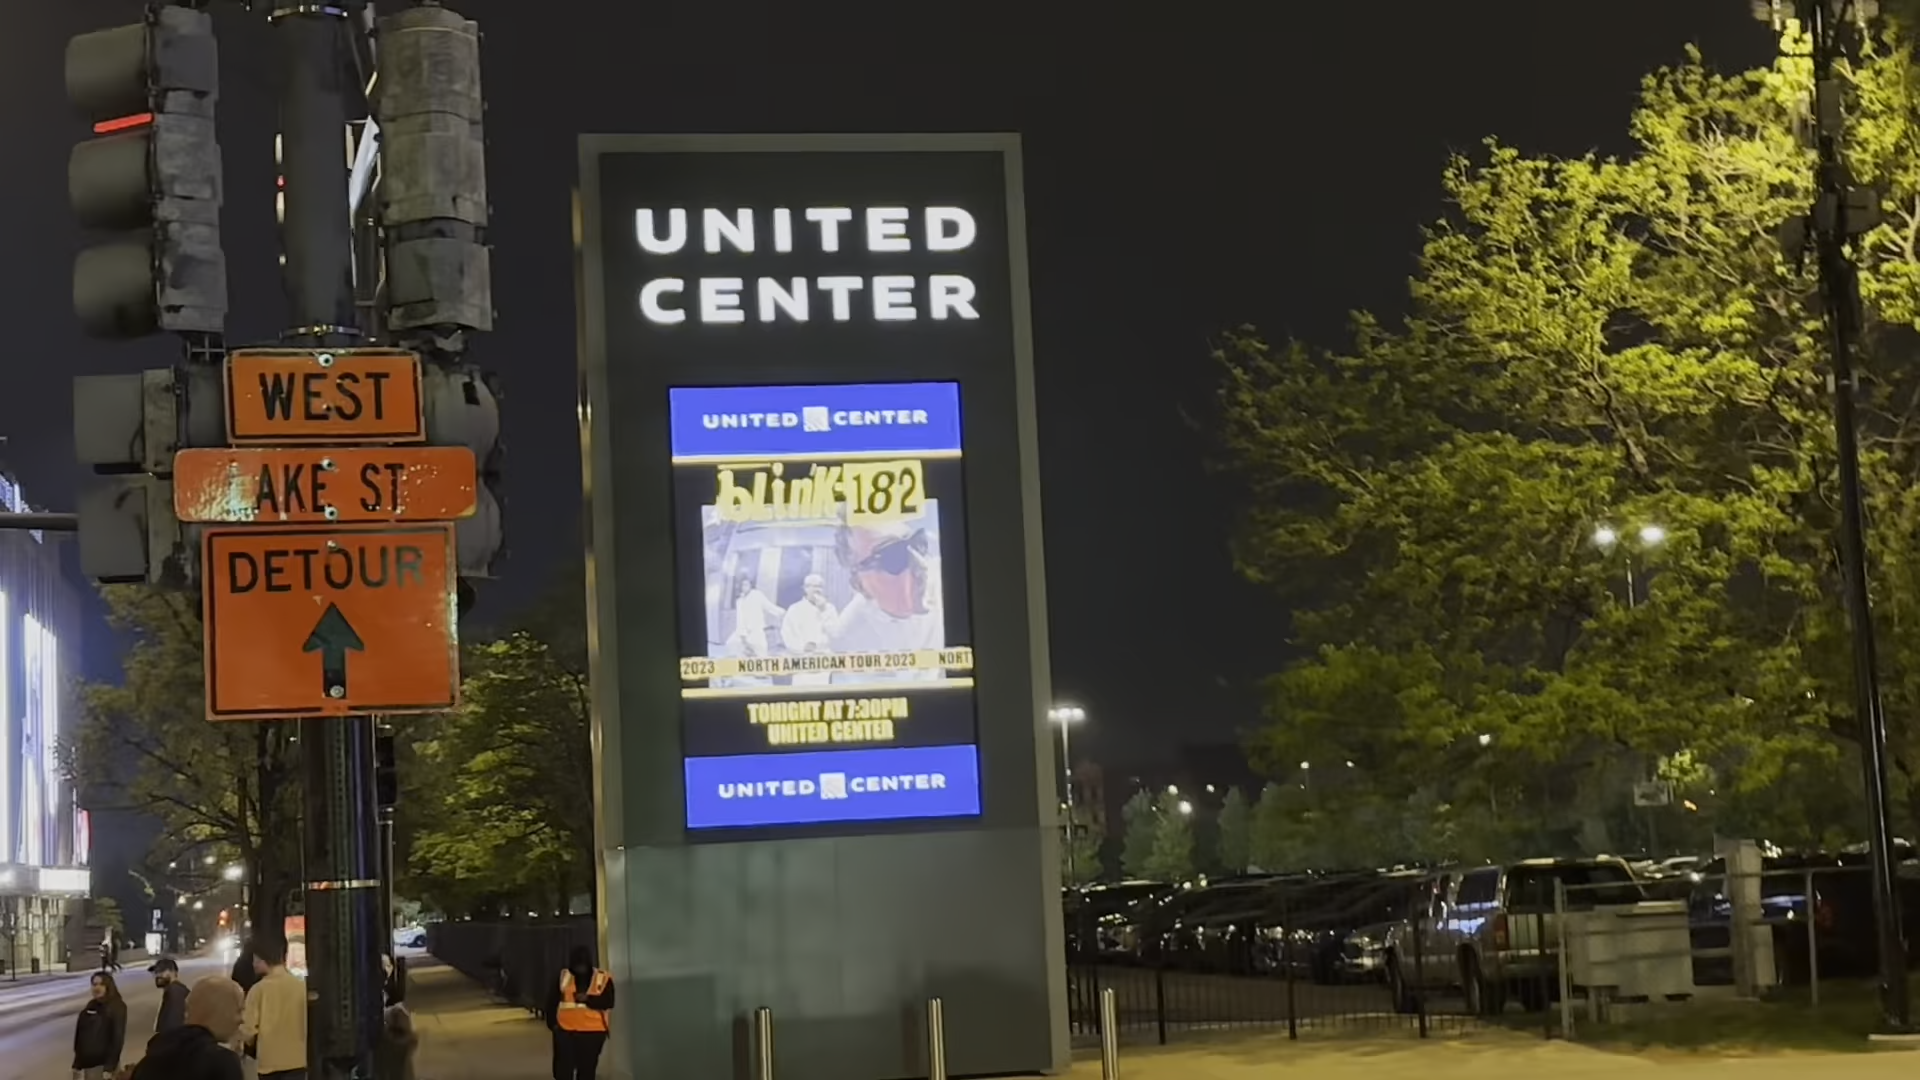 WEST
LAKE ST
DETOUR
UNITED
CENTER
UNITED CENTER
blink-182
2023 NORTH AMERICAN TOUR 2023 NORT
TONIGHT AT 7:30PM
UNITED CENTER
UNITED CENTER